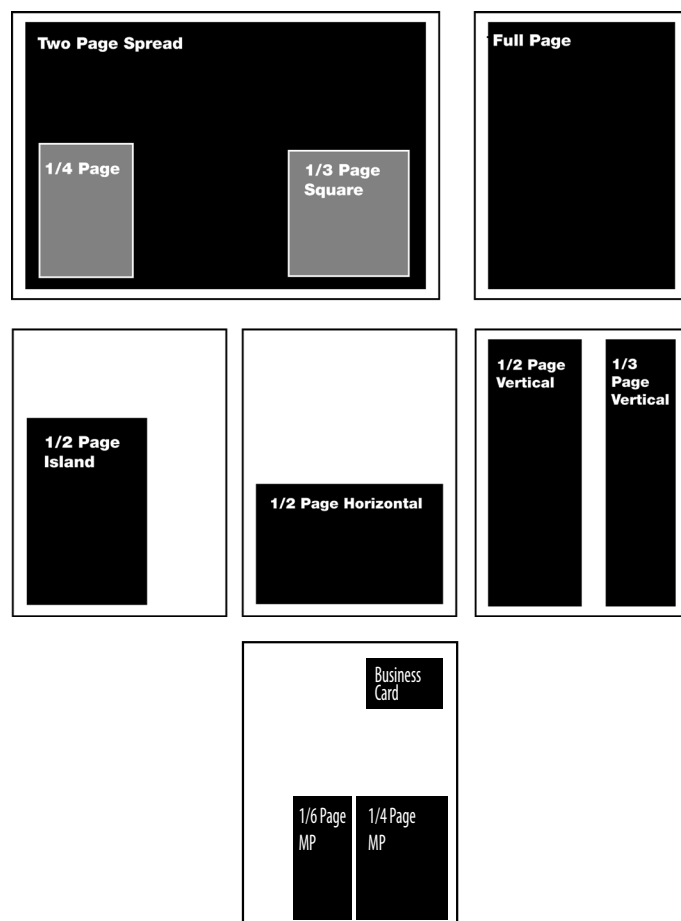 Two Page Spread
1/4 Page
1/3 Page
Square
Full Page
1/2 Page
Island
1/2 Page Horizontal
1/2 Page
Vertical
1/3
Page
Vertical
Business
Card
1/6 Page
MP
1/4 Page
MP